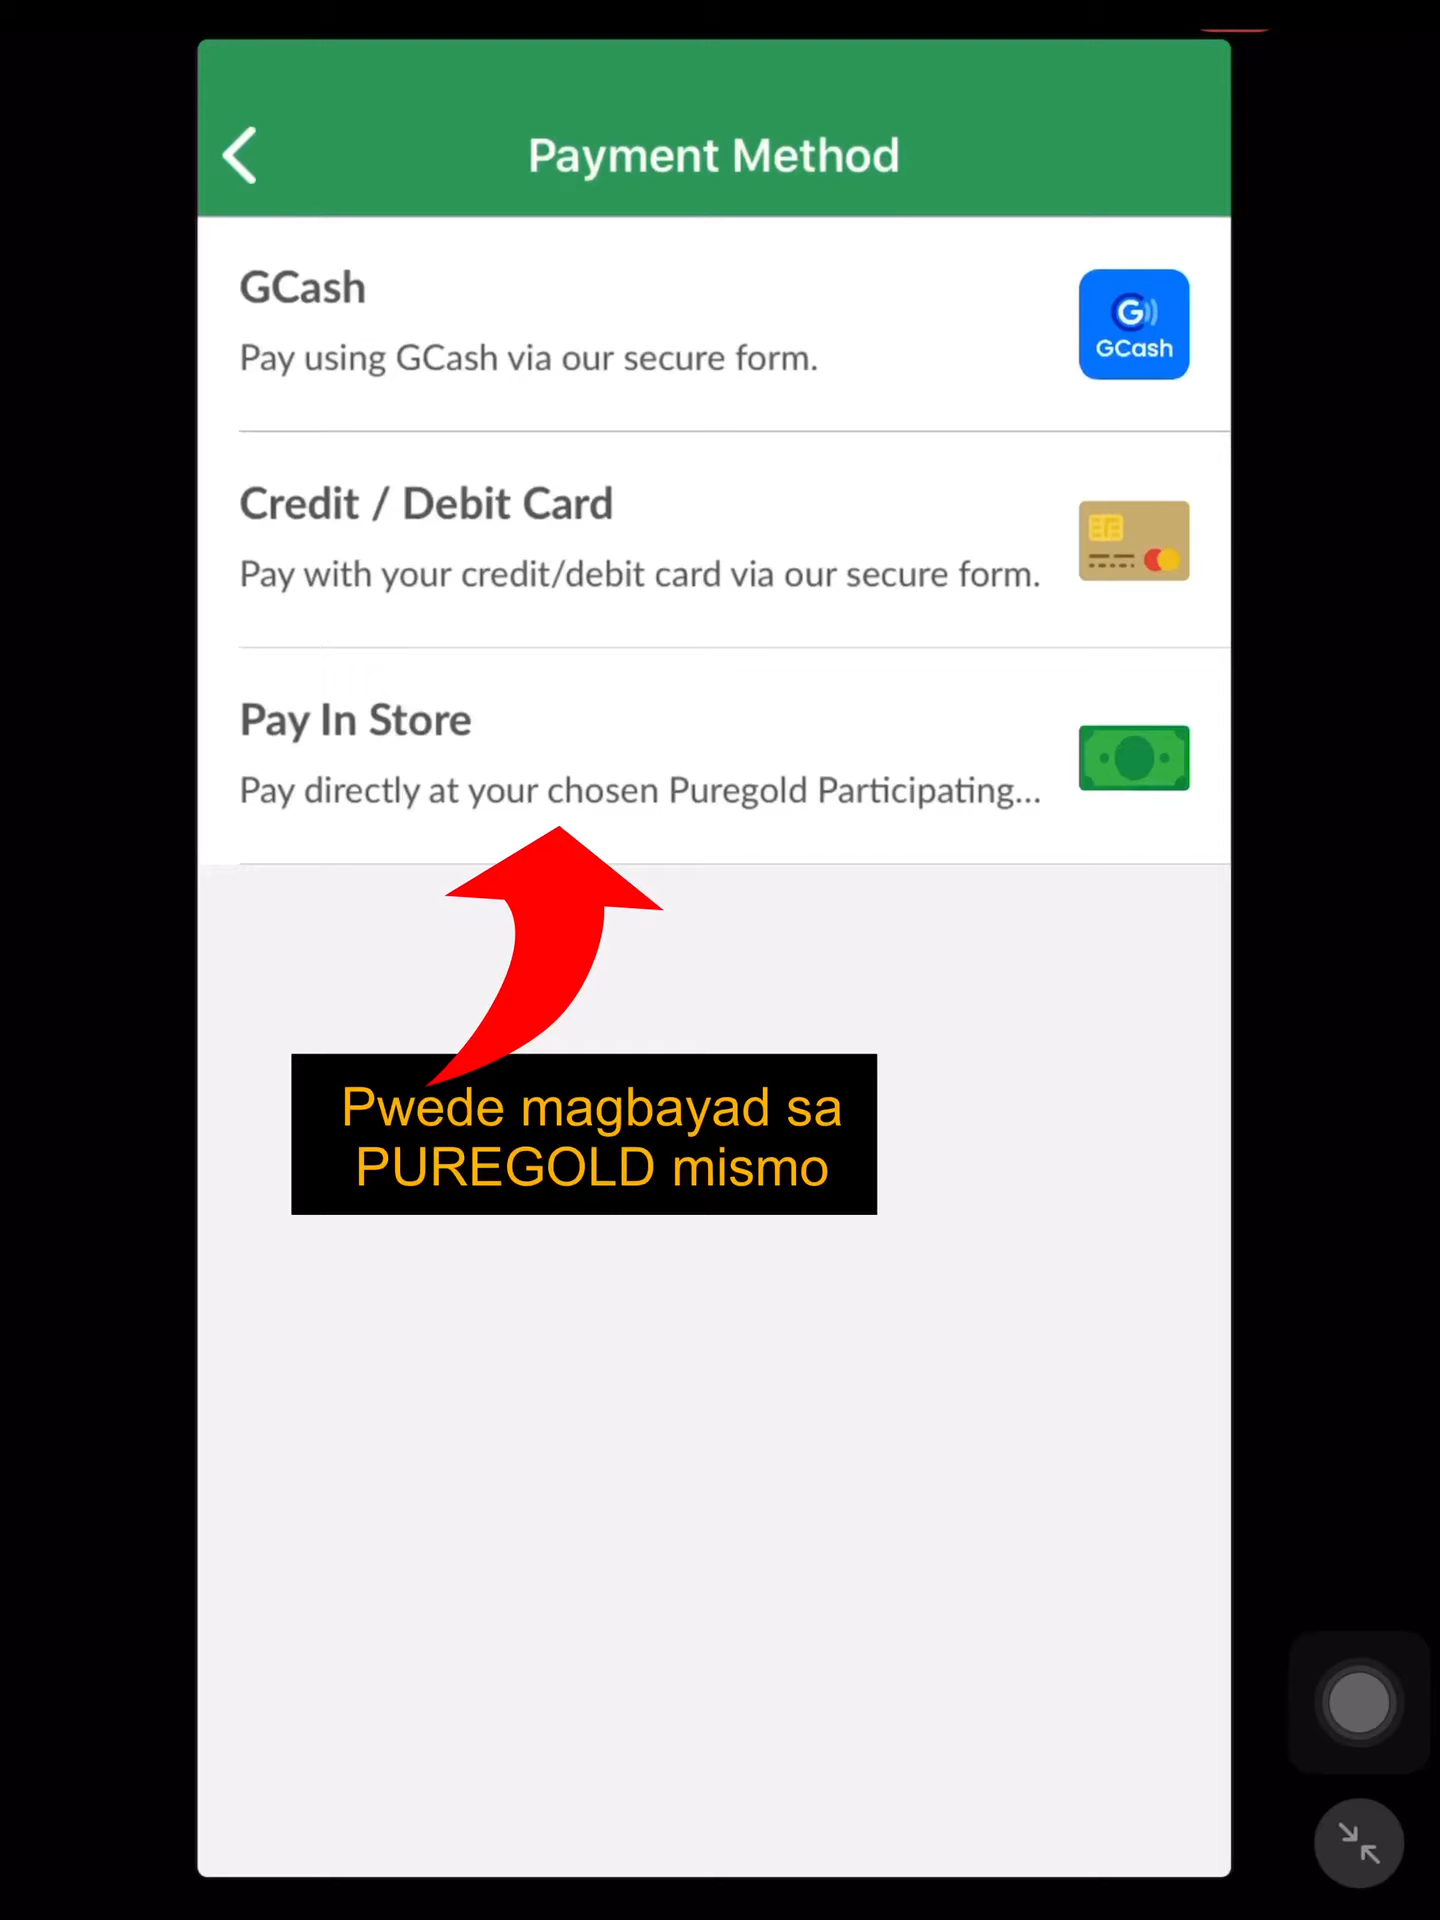 Payment Method
GCash
Pay using GCash via our secure form.
GCash
Credit / Debit Card
Pay with your credit/debit card via our secure form.
Pay In Store
Pay directly at your chosen Puregold Participating...
Pwede magbayad sa
PUREGOLD mismo